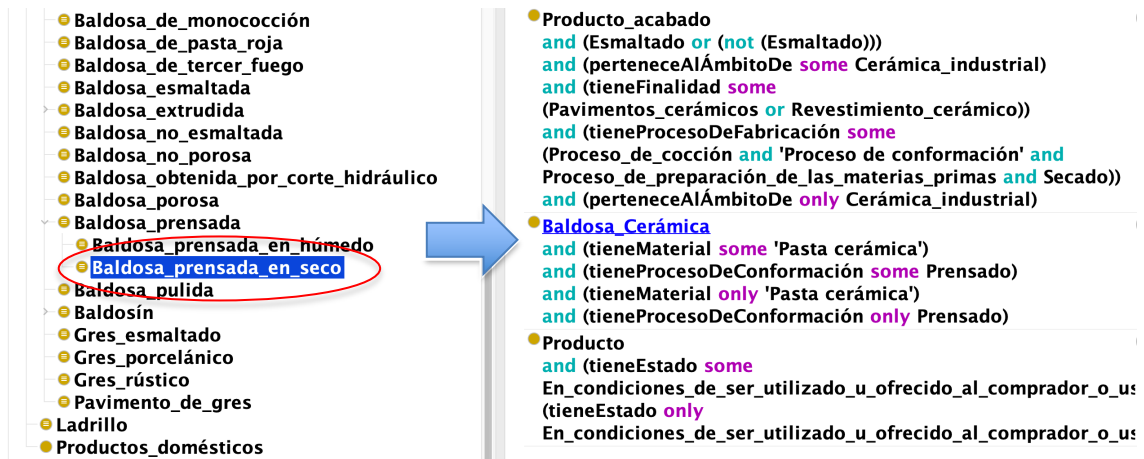 Baldosa_de_monococción
Baldosa_de_pasta_roja
Baldosa_de_tercer_fuego
Baldosa_esmaltada
Baldosa_extrudida
Baldosa_no_esmaltada
Baldosa_no_porosa
Baldosa_obtenida_por_corte_hidráulico
Baldosa_porosa
Baldosa_prensada
Baldosa_prensada_en_húmedo
Baldosa_prensada_en_seco
Baldosa_pulida
Baldosín
Gres_esmaltado
Gres_porcelánico
Gres_rústico
Pavimento_de_gres
Ladrillo
Productos_domésticos
Producto_acabado
and (Esmaltado or (not (Esmaltado)))
and (perteneceAlÁmbitoDe some Cerámica_industrial)
and (tieneFinalidad some
(Pavimentos_cerámicos or Revestimiento_cerámico))
and (tieneProcesoDeFabricación some
(Proceso_de_cocción and 'Proceso de conformación' and
Proceso_de_preparación_de_las_materias_primas and Secado))
and (perteneceAlÁmbitoDe only Cerámica_industrial)
Baldosa_Cerámica
and (tieneMaterial some 'Pasta cerámica')
and (tieneProcesoDeConformación some Prensado)
and (tieneMaterial only 'Pasta cerámica')
and (tieneProcesoDeConformación only Prensado)
Producto
and (tieneEstado some
En_condiciones_de_ser_utilizado_u_ofrecido_al_comprador_o_us
(tieneEstado only
En_condiciones_de_ser_utilizado_u_ofrecido_al_comprador_o_us